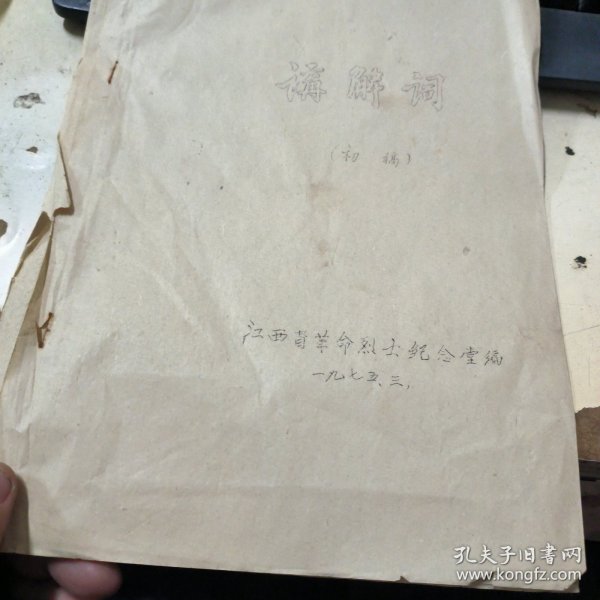 講解词
（初稿）
江西省革命烈士纪念堂编
一九七五、三、
孔夫子旧书网
www.kongfz.com